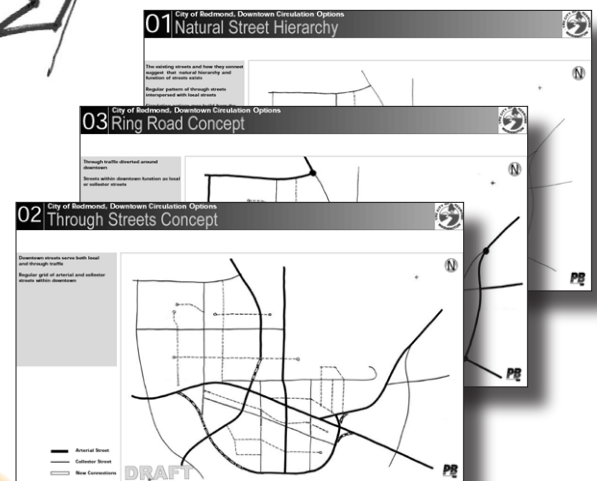 01 City of Redmond, Downtown Circulation Options
Natural Street Hierarchy
The existing streets and how they connect
suggest that natural hierarchy and
function of streets exists
Regular pattern of through streets
interspersed with local streets
N
PB
03 City of Redmond, Downtown Circulation Options
Ring Road Concept
Through traffic diverted around
downtown
Streets within downtown function as local
or collector streets
N
PB
02 City of Redmond, Downtown Circulation Options
Through Streets Concept
Downtown streets serve both local
and through traffic
Regular grid of arterial and collector
streets within downtown
N
Arterial Street
Collector Street
New Connections
DRAFT
PB